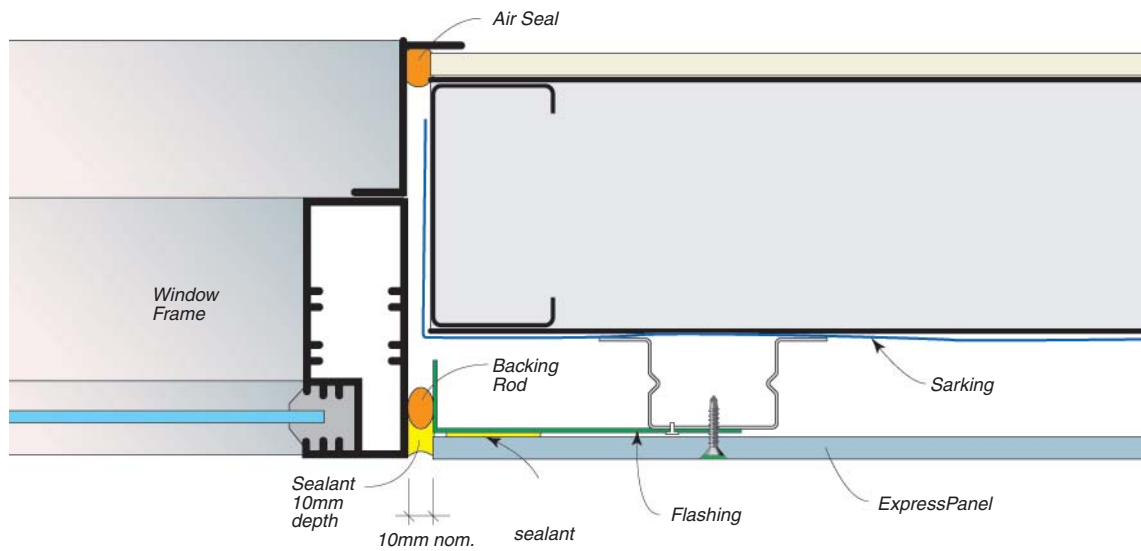 Air Seal
Window
Frame
Backing
Rod
Sarking
Sealant
10mm
depth
10mm nom.
sealant
Flashing
ExpressPanel